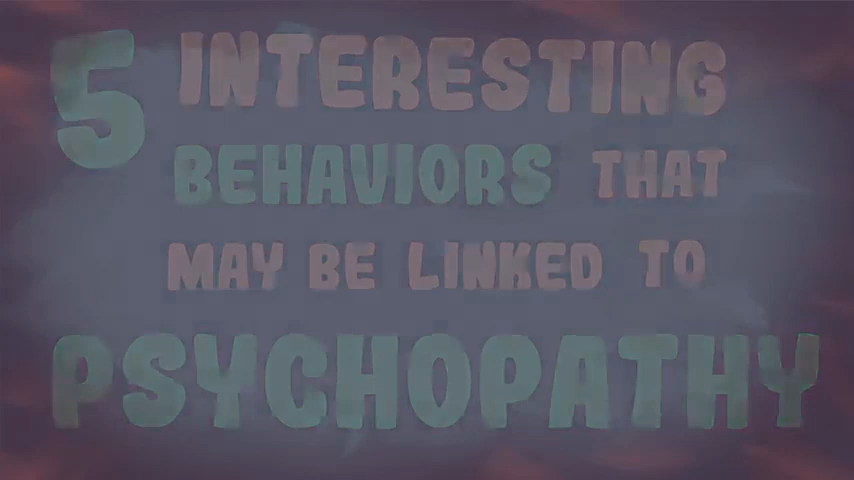 5 INTERESTING
BEHAVIORS THAT
MAY BE LINKED TO
PSYCHOPATHY